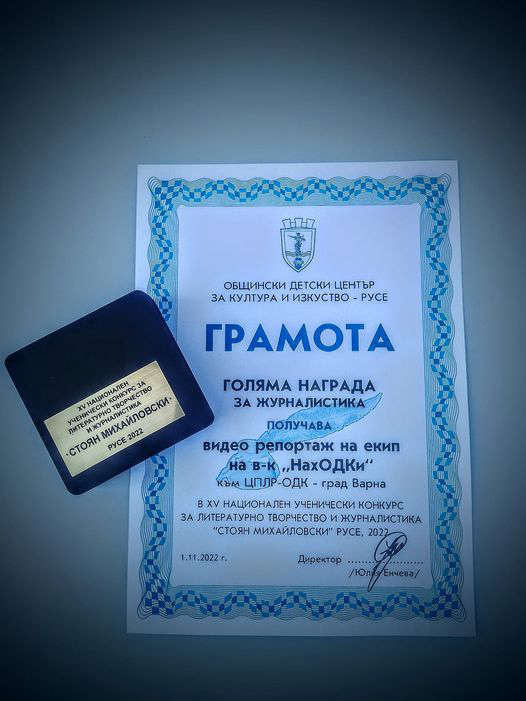 ОБЩИНСКИ ДЕТСКИ ЦЕНТЪР
ЗА КУЛТУРА И ИЗКУСТВО - РУСЕ
ГРАМОТА
ГОЛЯМА НАГРАДА
ЗА ЖУРНАЛИСТИКА
ПОЛУЧАВА
видео репортаж на екип
на в-к „НахОДКи“
към ЦПЛР-ОДК - град Варна
В XV НАЦИОНАЛЕН УЧЕНИЧЕСКИ КОНКУРС
ЗА ЛИТЕРАТУРНО ТВОРЧЕСТВО И ЖУРНАЛИСТИКА
"СТОЯН МИХАЙЛОВСКИ" РУСЕ, 2022
1.11.2022 г. Директор ....................
/Юлия Енчева/
XV НАЦИОНАЛЕН
УЧЕНИЧЕСКИ КОНКУРС ЗА
ЛИТЕРАТУРНО ТВОРЧЕСТВО
И ЖУРНАЛИСТИКА
"СТОЯН МИХАЙЛОВСКИ"
РУСЕ 2022